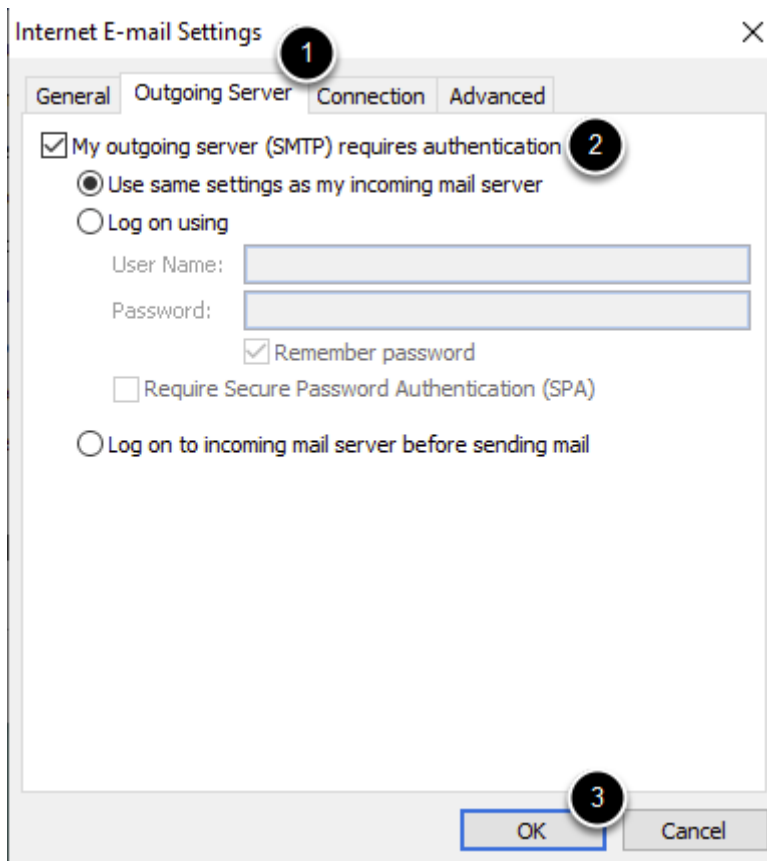 Internet E-mail Settings
1
General Outgoing Server Connection Advanced
My outgoing server (SMTP) requires authentication 2
Use same settings as my incoming mail server
Log on using
User Name:
Password:
Remember password
Require Secure Password Authentication (SPA)
Log on to incoming mail server before sending mail
3
OK Cancel